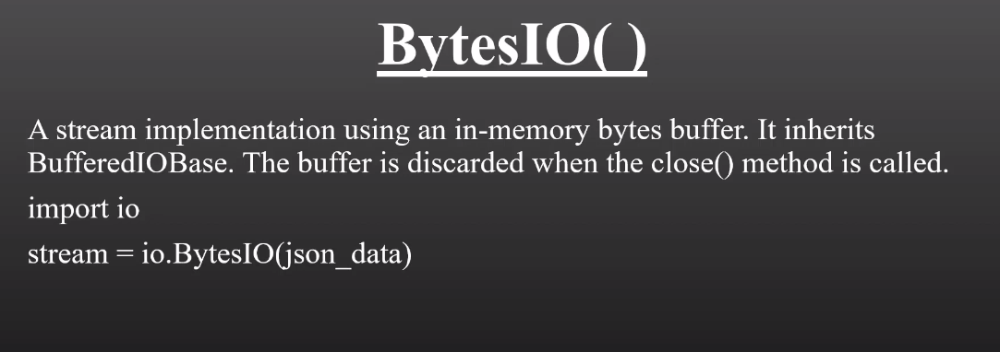 BytesIO( )
A stream implementation using an in-memory bytes buffer. It inherits
BufferedIOBase. The buffer is discarded when the close() method is called.
import io
stream = io.BytesIO(json_data)